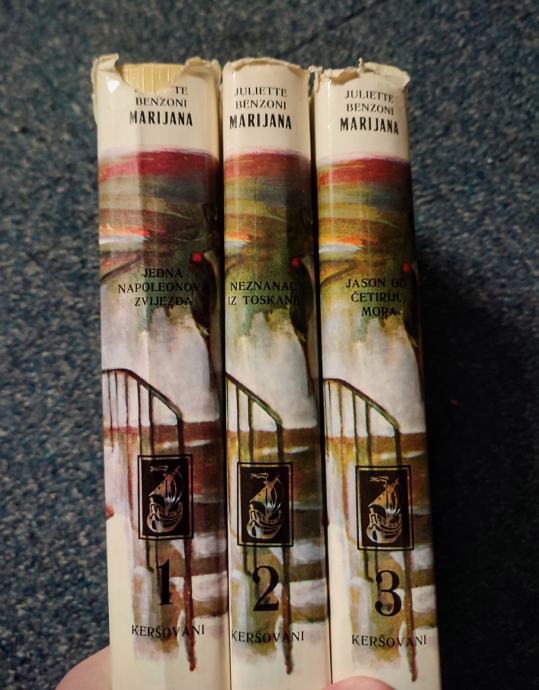 TE
BENZONI
MARIJANA
JEDNA
NAPOLEONOVA
ZVIJEZDA
1
KERŠOVANI
JULIETTE
BENZONI
MARIJANA
NEZNANAC
IZ TOSKANE
2
KERŠOVANI
JULIETTE
BENZONI
MARIJANA
JASON OD
ČETIRIJU
MORA
3
KERŠOVANI